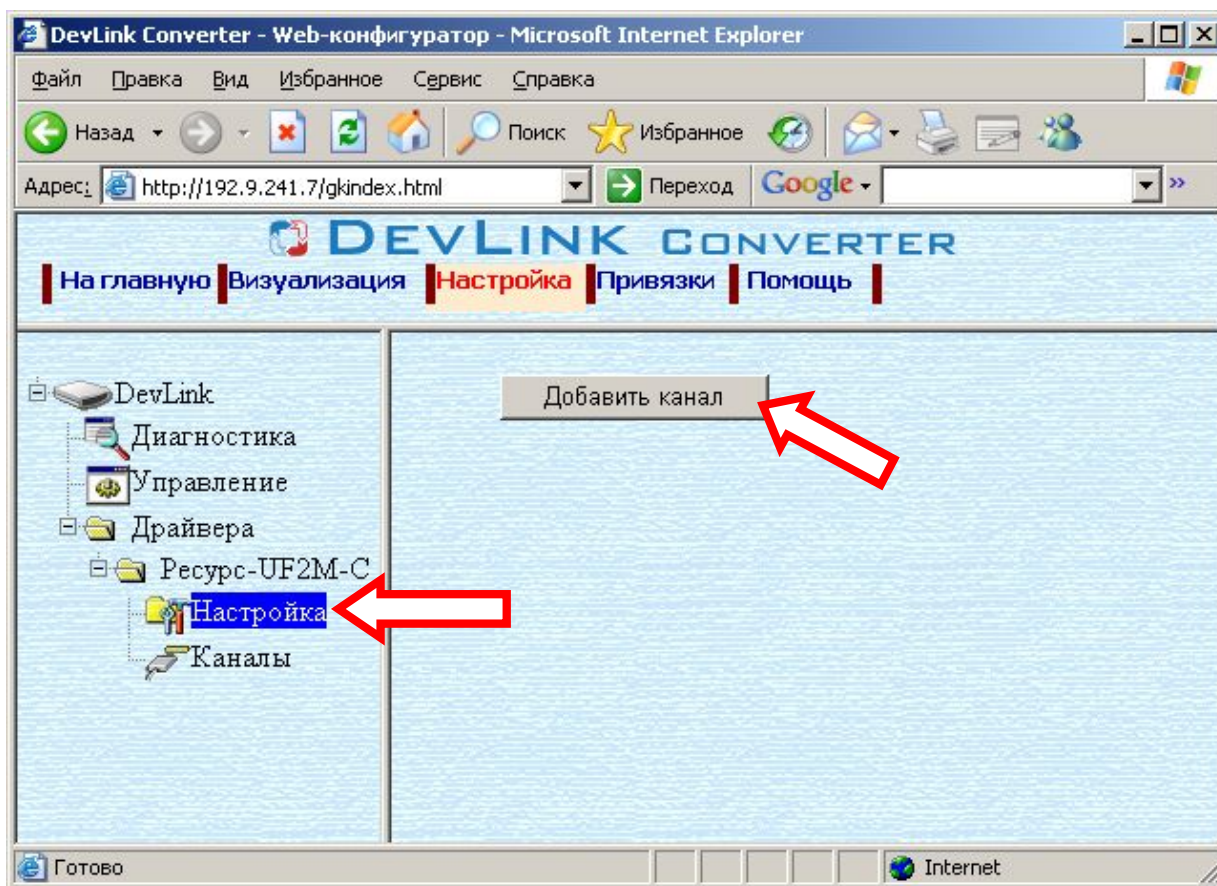 DevLink Converter - Web-конфигуратор - Microsoft Internet Explorer
Файл Правка Вид Избранное Сервис Справка
Назад Поиск Избранное
Адрес: http://192.9.241.7/gkindex.html Переход Google
DEVLINK CONVERTER
На главную Визуализация Настройка Привязки Помощь
DevLink
Диагностика
Управление
Драйвера
Ресурс-UF2M-C
Настройка
Каналы
Добавить канал
Готово Internet